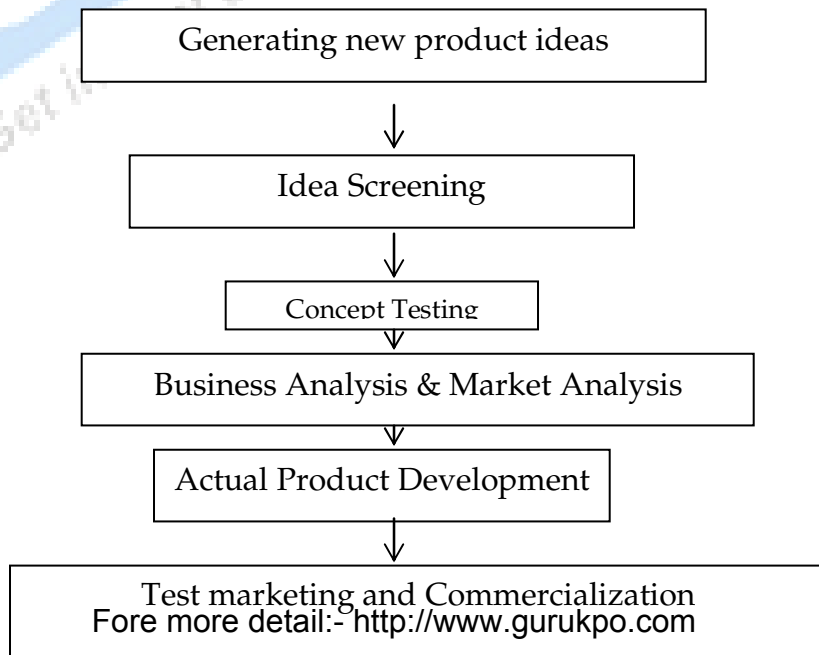 Generating new product ideas
Idea Screening
Concept Testing
Business Analysis & Market Analysis
Actual Product Development
Test marketing and Commercialization
Fore more detail:- http://www.gurukpo.com